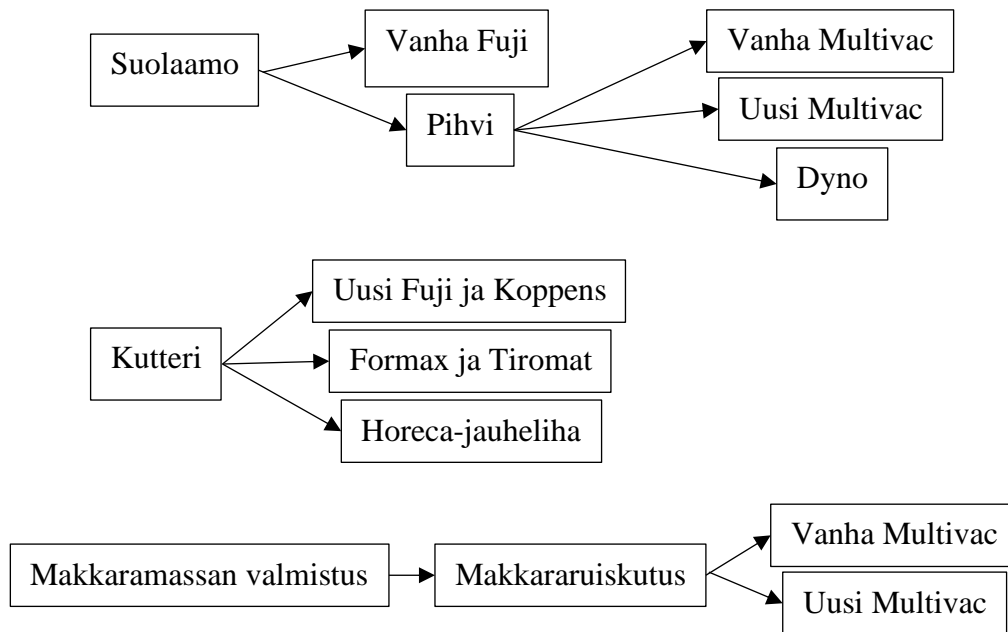 Suolaamo
Vanha Fuji
Pihvi
Vanha Multivac
Uusi Multivac
Dyno
Kutteri
Uusi Fuji ja Koppens
Formax ja Tiromat
Horeca-jauheliha
Makkaramassan valmistus
Makkararuiskutus
Vanha Multivac
Uusi Multivac